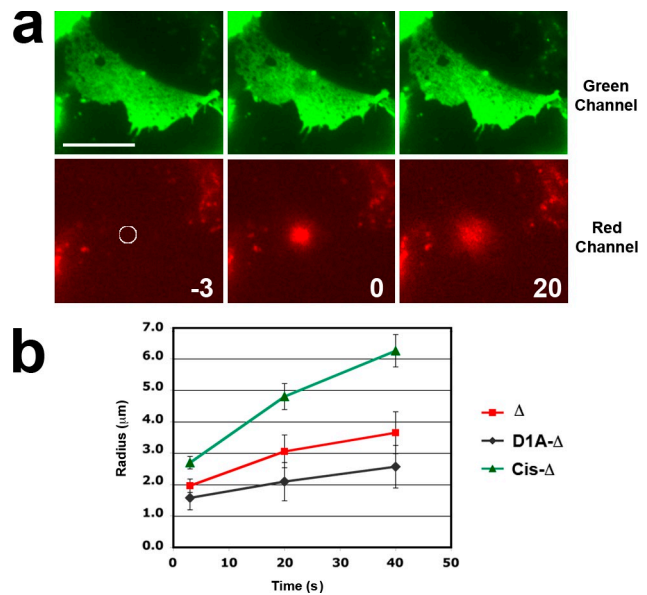 a
Green
Channel
Red
Channel
-3
0
20
b
7.0
6.0
5.0
4.0
3.0
2.0
1.0
0.0
Radius (μm)
0
10
20
30
40
50
Time (s)
Δ
D1A-Δ
Cis-Δ